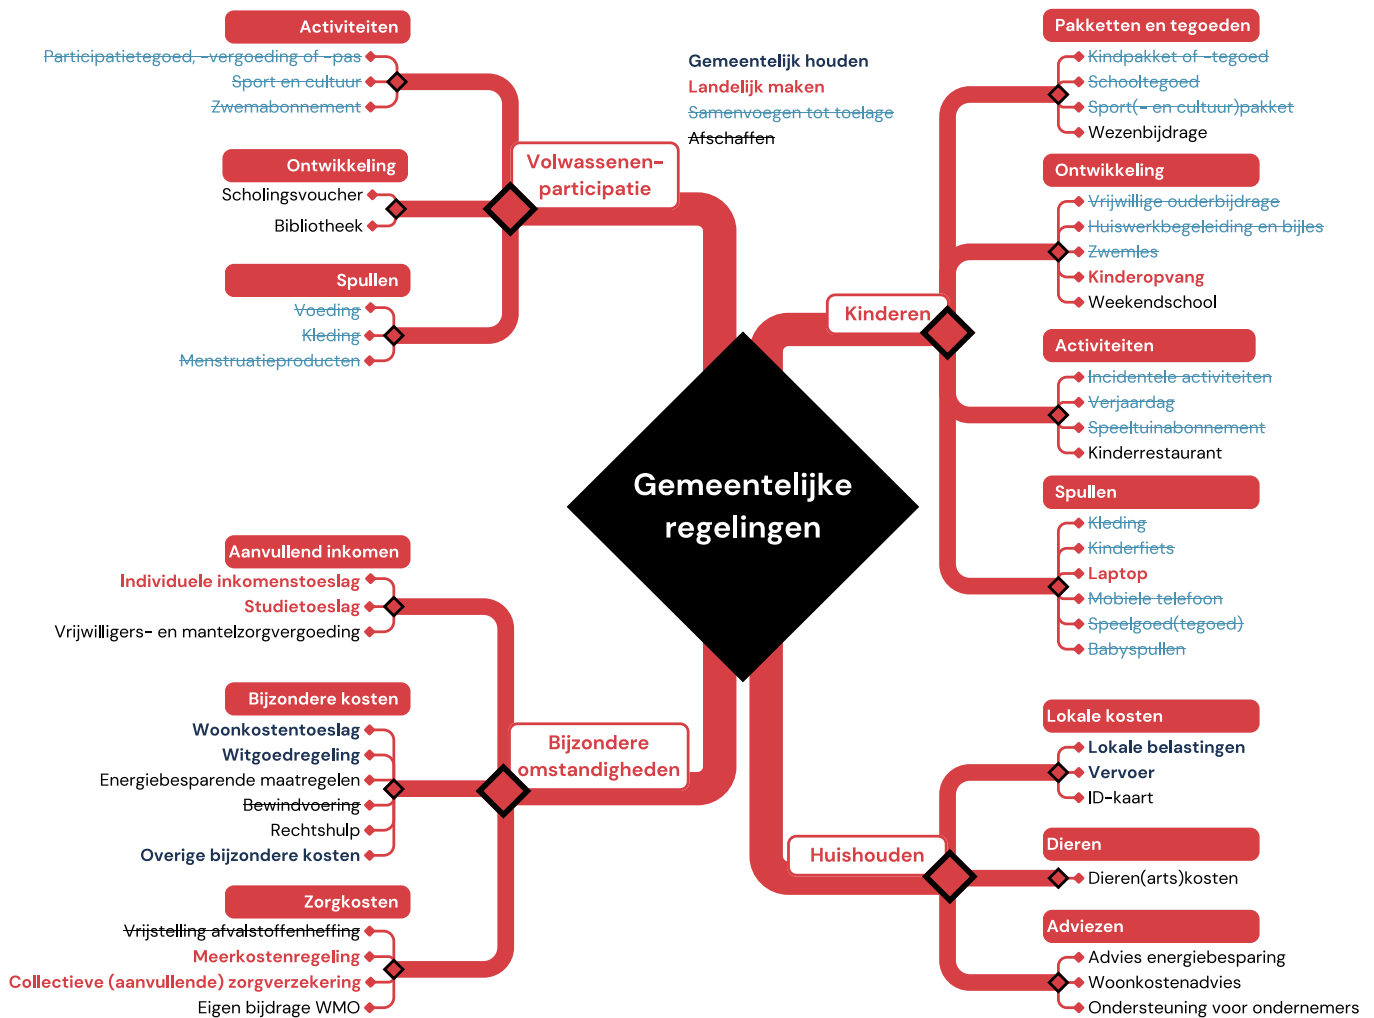 Activiteiten
Participatietegoed, -vergoeding of -pas
Sport en cultuur
Zwemabonnement
Ontwikkeling
Scholingsvoucher
Bibliotheek
Spullen
Voeding
Kleding
Menstruatieproducten
Volwassenen-
participatie
Gemeentelijk houden
Landelijk maken
Samenvoegen tot toelage
Afschaffen
Pakketten en tegoeden
Kindpakket of -tegoed
Schooltegoed
Sport(- en cultuur)pakket
Wezenbijdrage
Ontwikkeling
Vrijwillige ouderbijdrage
Huiswerkbegeleiding en bijles
Zwemles
Kinderopvang
Weekendschool
Kinderen
Activiteiten
Incidentele activiteiten
Verjaardag
Speeltuinabonnement
Kinderrestaurant
Spullen
Kleding
Kinderfiets
Laptop
Mobiele telefoon
Speelgoed(tegoed)
Babyspullen
Gemeentelijke
regelingen
Aanvullend inkomen
Individuele inkomenstoeslag
Studietoeslag
Vrijwilligers- en mantelzorgvergoeding
Bijzondere kosten
Woonkostentoeslag
Witgoedregeling
Energiebesparende maatregelen
Bewindvoering
Rechtshulp
Overige bijzondere kosten
Bijzondere
omstandigheden
Zorgkosten
Vrijstelling afvalstoffenheffing
Meerkostenregeling
Collectieve (aanvullende) zorgverzekering
Eigen bijdrage WMO
Huishouden
Lokale kosten
Lokale belastingen
Vervoer
ID-kaart
Dieren
Dieren(arts)kosten
Adviezen
Advies energiebesparing
Woonkostenadvies
Ondersteuning voor ondernemers